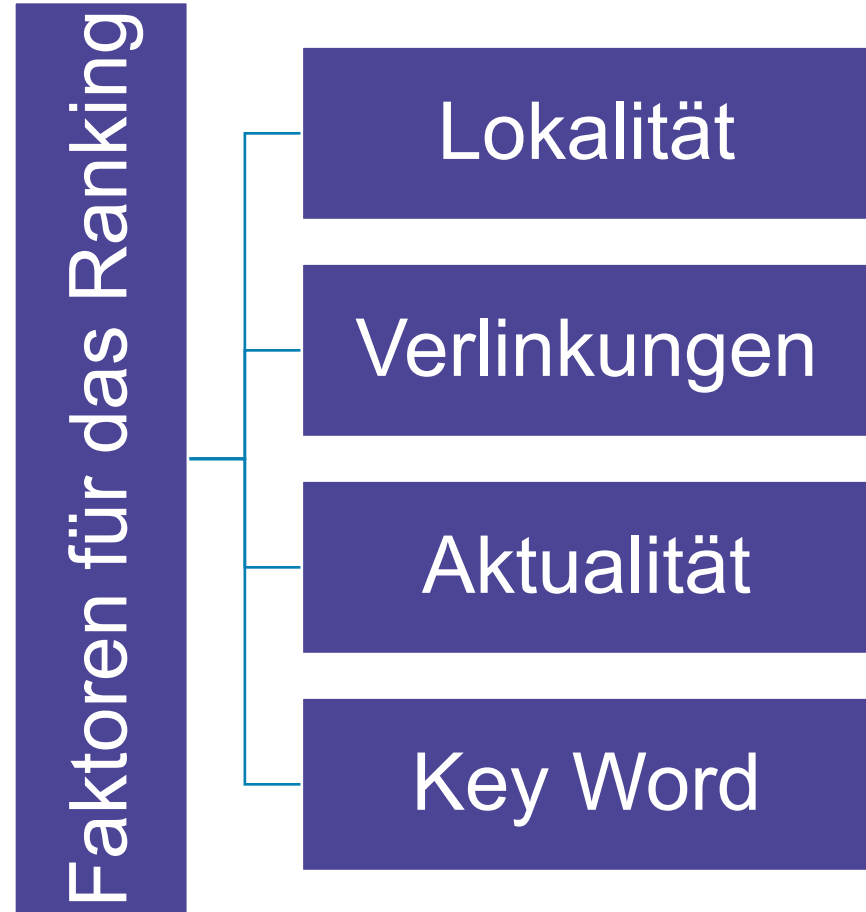 Faktoren für das Ranking
Lokalität
Verlinkungen
Aktualität
Key Word